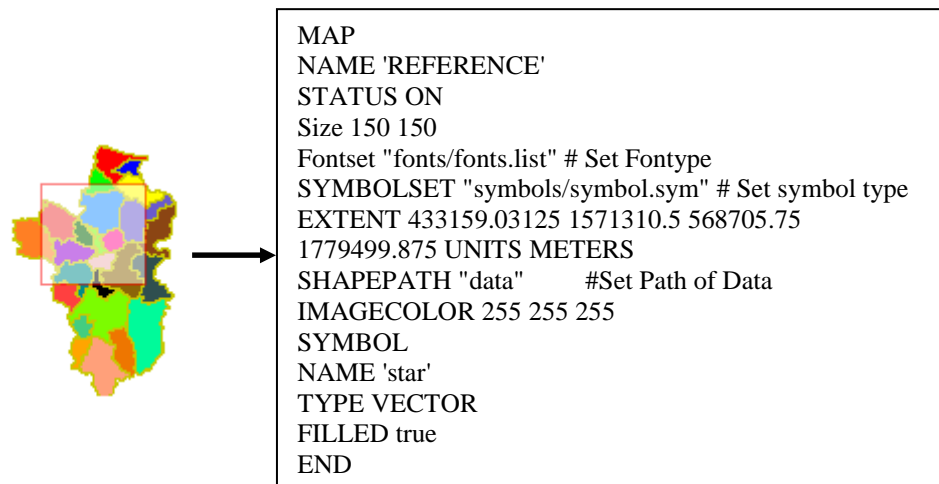 MAP
NAME 'REFERENCE'
STATUS ON
Size 150 150
Fontset "fonts/fonts.list" # Set Fontype
SYMBOLSET "symbols/symbol.sym" # Set symbol type
EXTENT 433159.03125 1571310.5 568705.75
1779499.875 UNITS METERS
SHAPEPATH "data" #Set Path of Data
IMAGECOLOR 255 255 255
SYMBOL
NAME 'star'
TYPE VECTOR
FILLED true
END